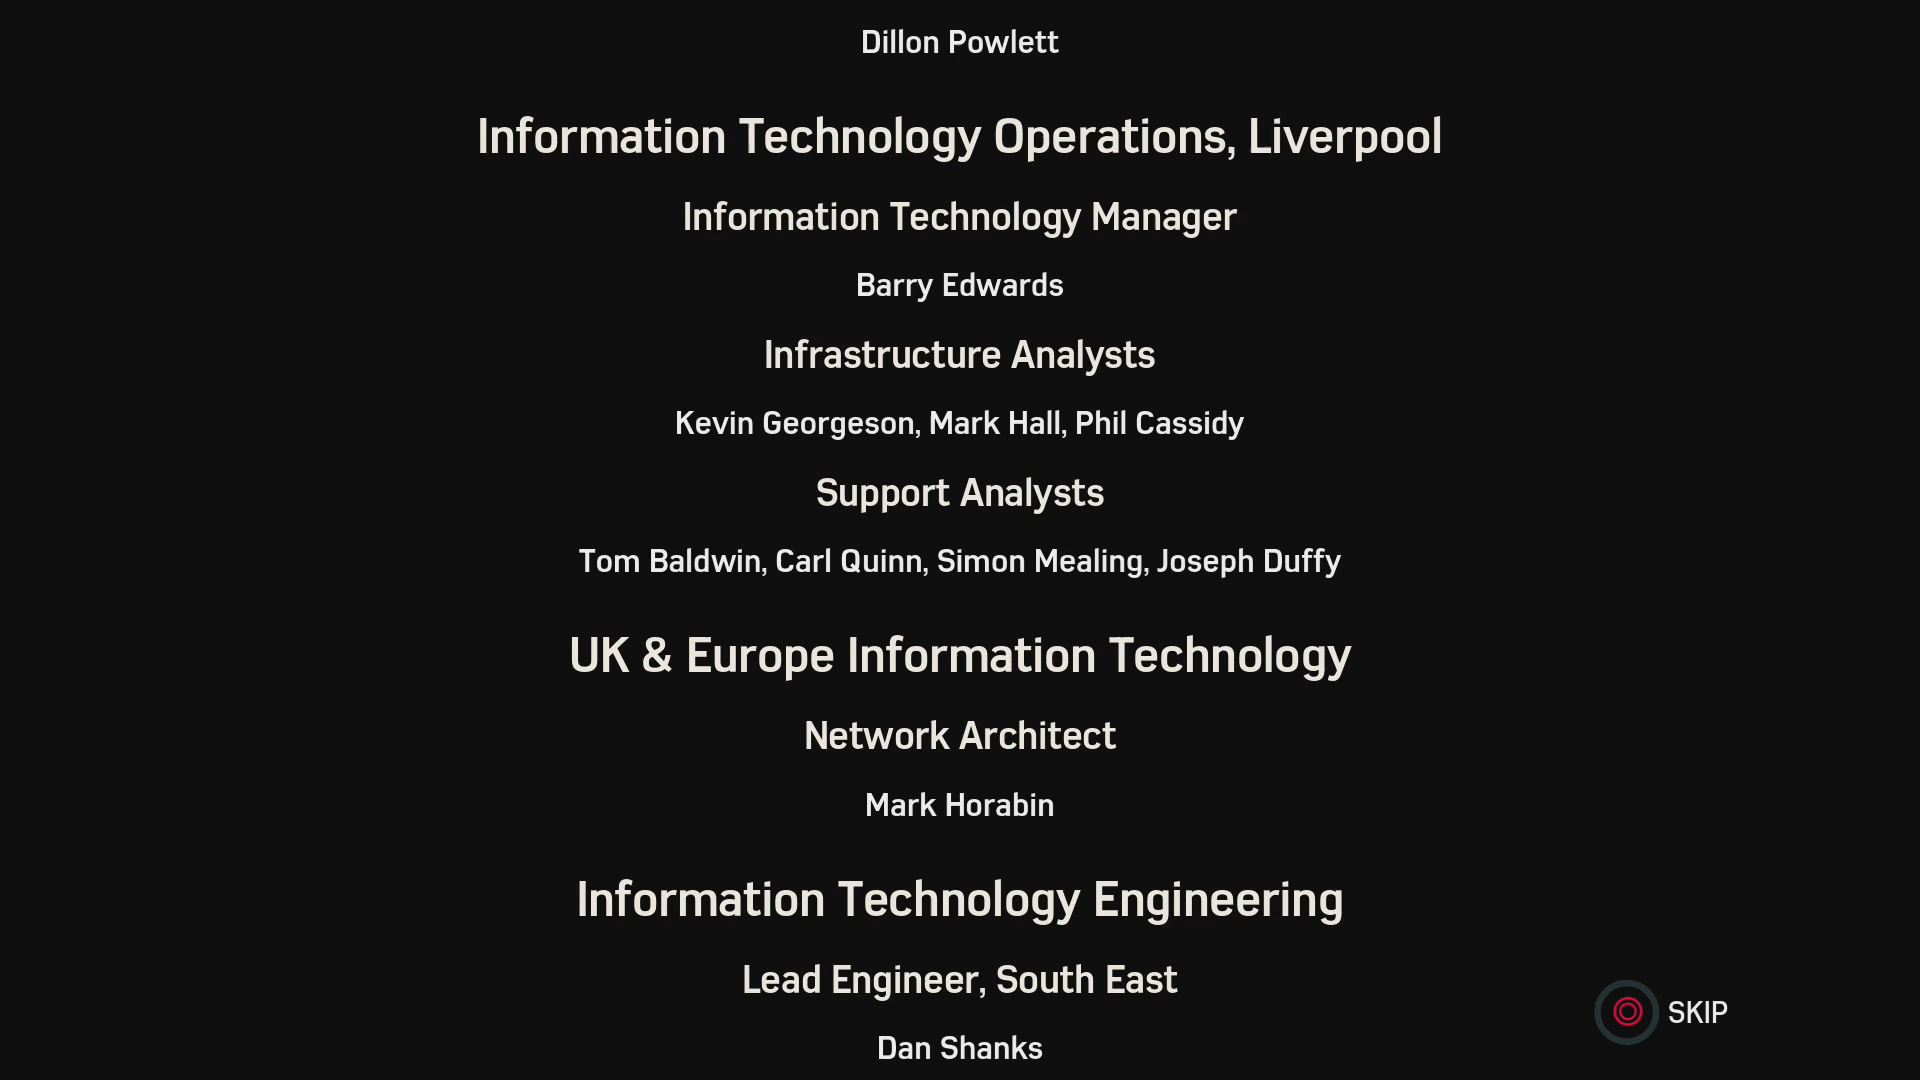 Dillon Powlett
Information Technology Operations, Liverpool
Information Technology Manager
Barry Edwards
Infrastructure Analysts
Kevin Georgeson, Mark Hall, Phil Cassidy
Support Analysts
Tom Baldwin, Carl Quinn, Simon Mealing, Joseph Duffy
UK & Europe Information Technology
Network Architect
Mark Horabin
Information Technology Engineering
Lead Engineer, South East
SKIP
Dan Shanks